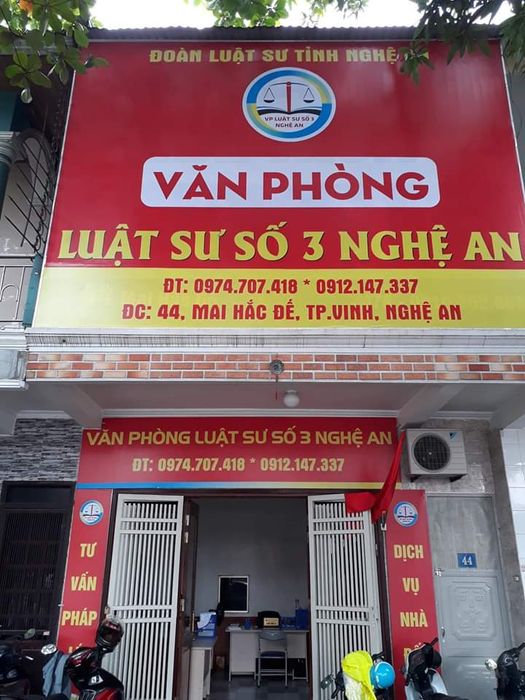 ĐOÀN LUẬT SƯ TỈNH NGHỆ AN
VP LUẬT SƯ SỐ 3
NGHỆ AN
VĂN PHÒNG
LUẬT SƯ SỐ 3 NGHỆ AN
ĐT: 0974.707.418 * 0912.147.337
ĐC: 44, MAI HẮC ĐẾ, TP.VINH, NGHỆ AN
VĂN PHÒNG LUẬT SƯ SỐ 3 NGHỆ AN
ĐT: 0974.707.418 * 0912.147.337
TƯ
VẤN
PHÁP
DỊCH
VỤ
NHÀ
44